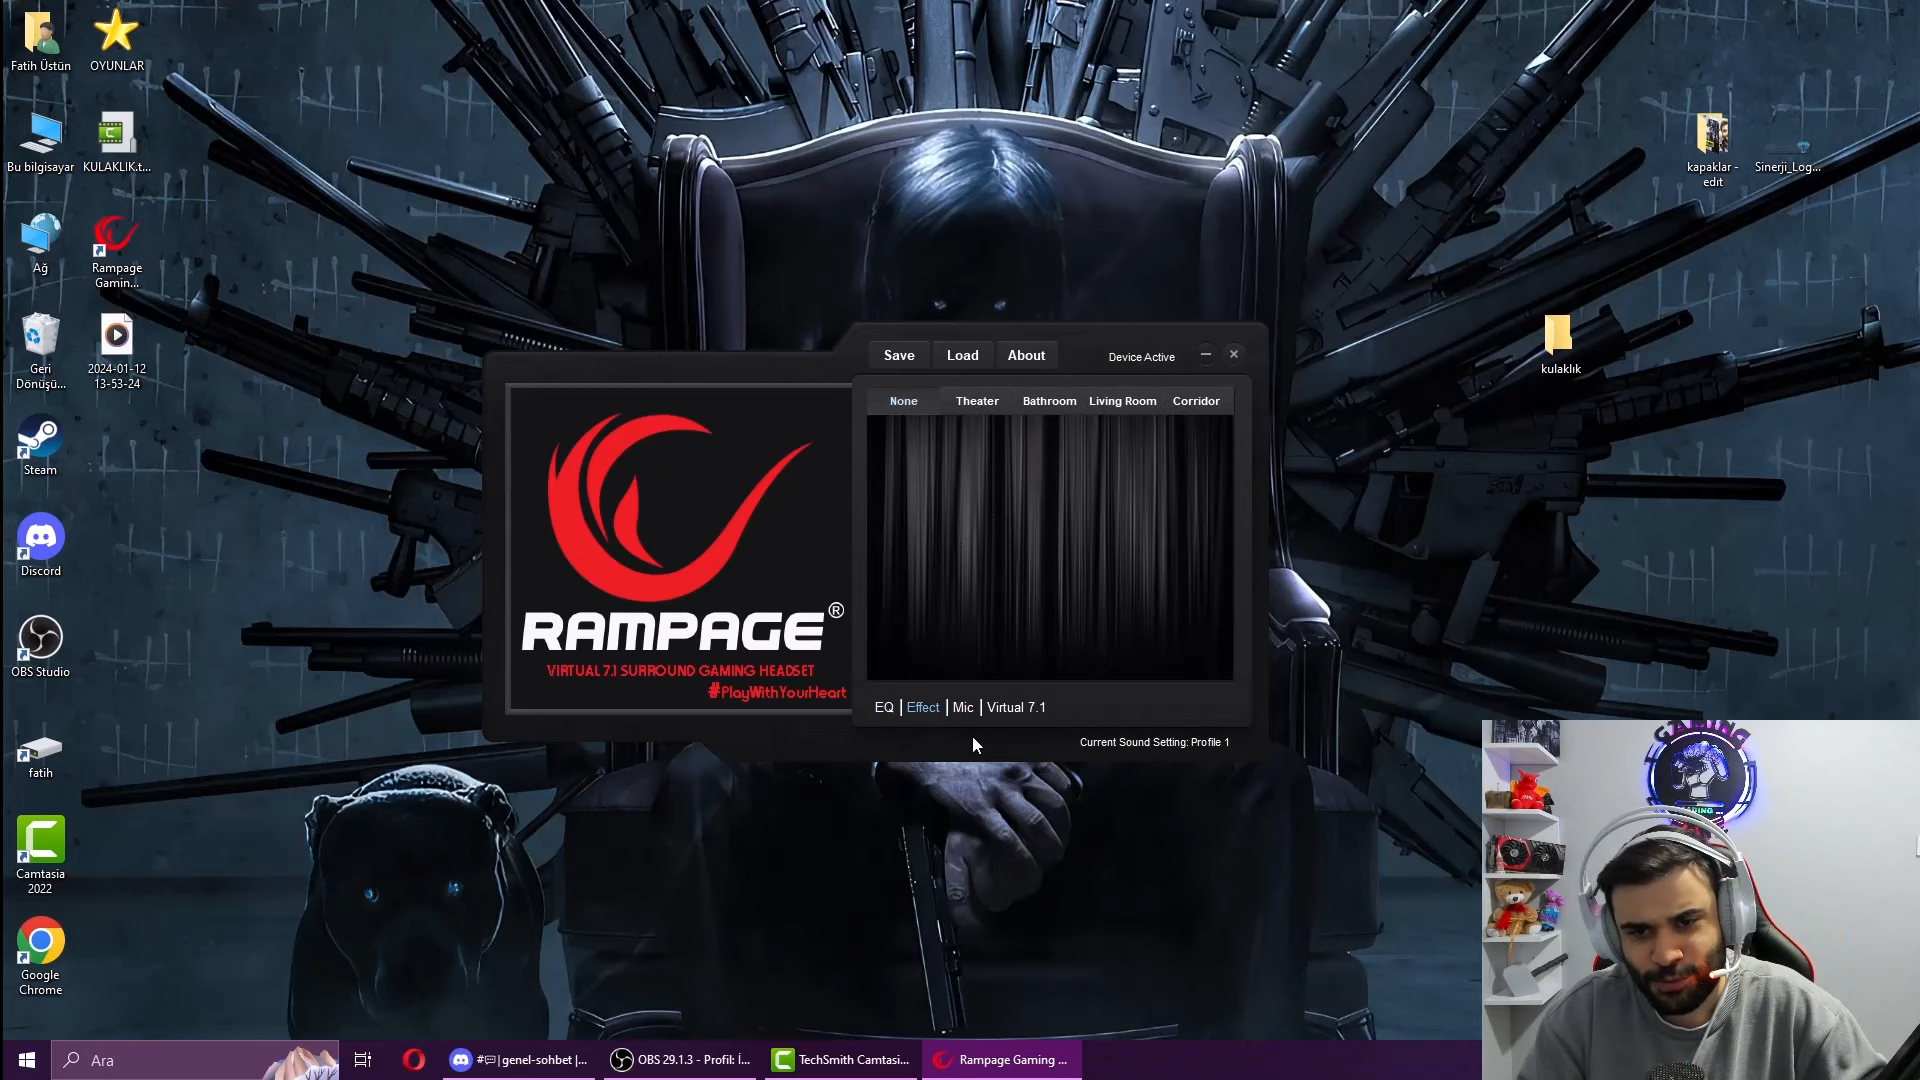 Fatih Üstün
OYUNLAR
Bu bilgisayar
KULAKLIK.t...
Ağ
Rampage
Gamin...
Geri
Dönüşü...
2024-01-12
13-53-24
Steam
Discord
OBS Studio
fatih
Camtasia
2022
Google
Chrome
kapaklar -
edit
Sinerji_Log...
kulaklık
Save
Load
About
Device Active
None
Theater
Bathroom
Living Room
Corridor
RAMPAGE®
VIRTUAL 7.1 SURROUND GAMING HEADSET
#PlayWithYourHeart
EQ | Effect | Mic | Virtual 7.1
Current Sound Setting: Profile 1
GAMING
Ara
genel-sohbet |...
OBS 29.1.3 - Profil: İ...
TechSmith Camtasi...
Rampage Gaming ...